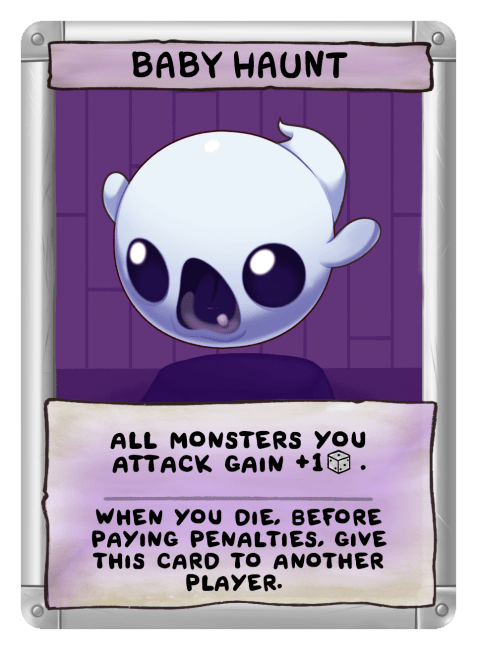 BABY HAUNT
ALL MONSTERS YOU
ATTACK GAIN +1 .
WHEN YOU DIE, BEFORE
PAYING PENALTIES, GIVE
THIS CARD TO ANOTHER
PLAYER.